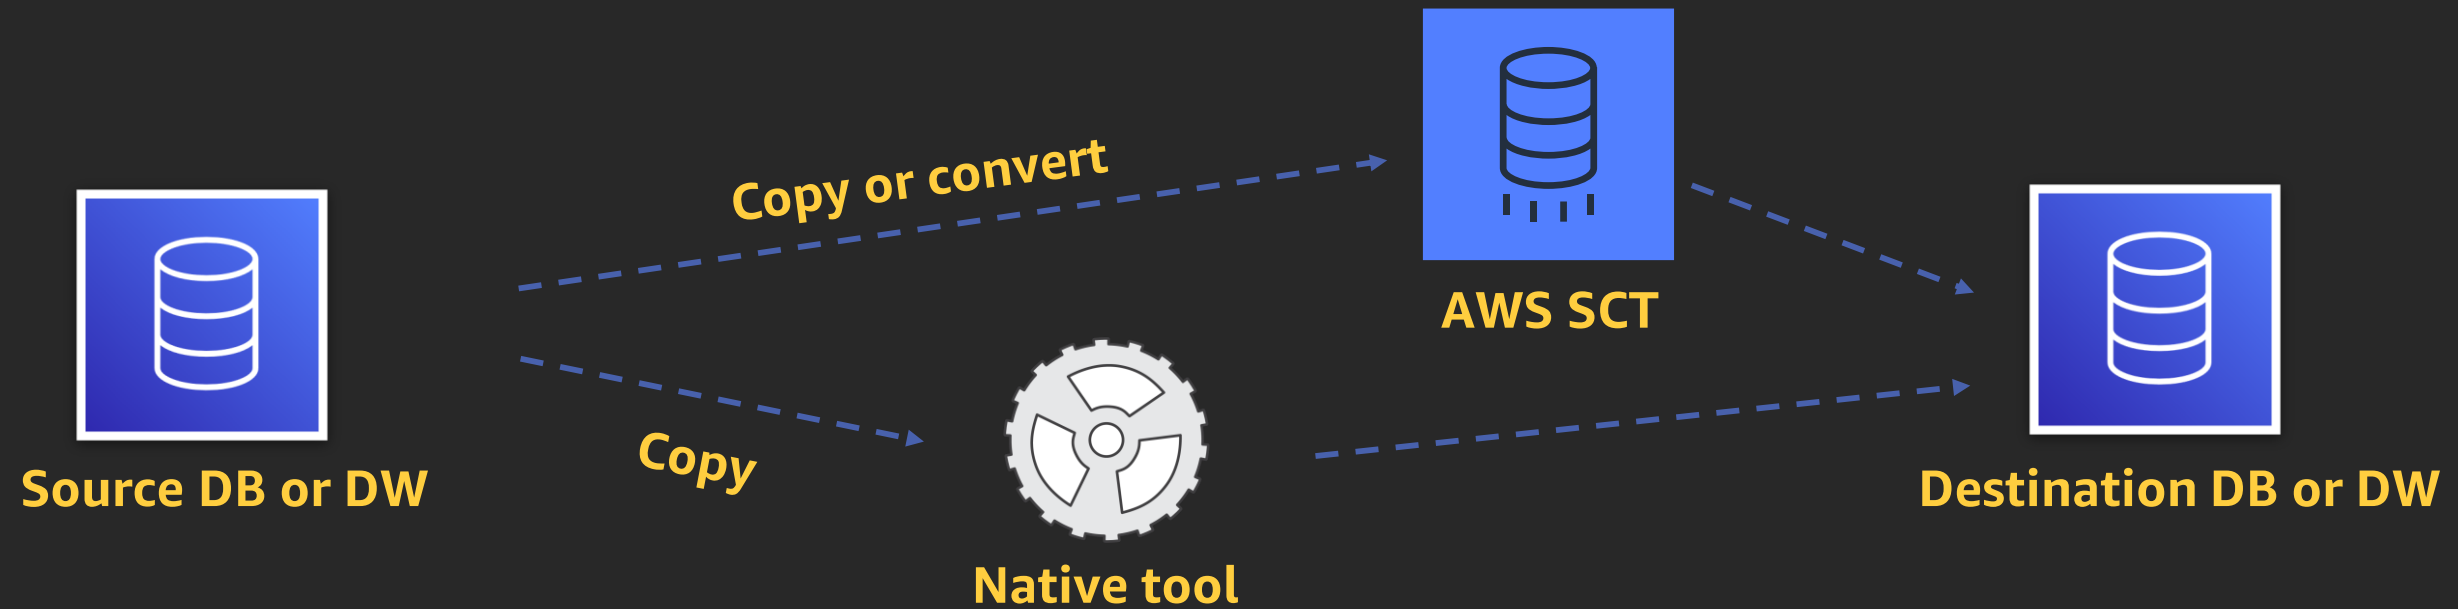 Copy or convert
AWS SCT
Copy
Source DB or DW
Destination DB or DW
Native tool